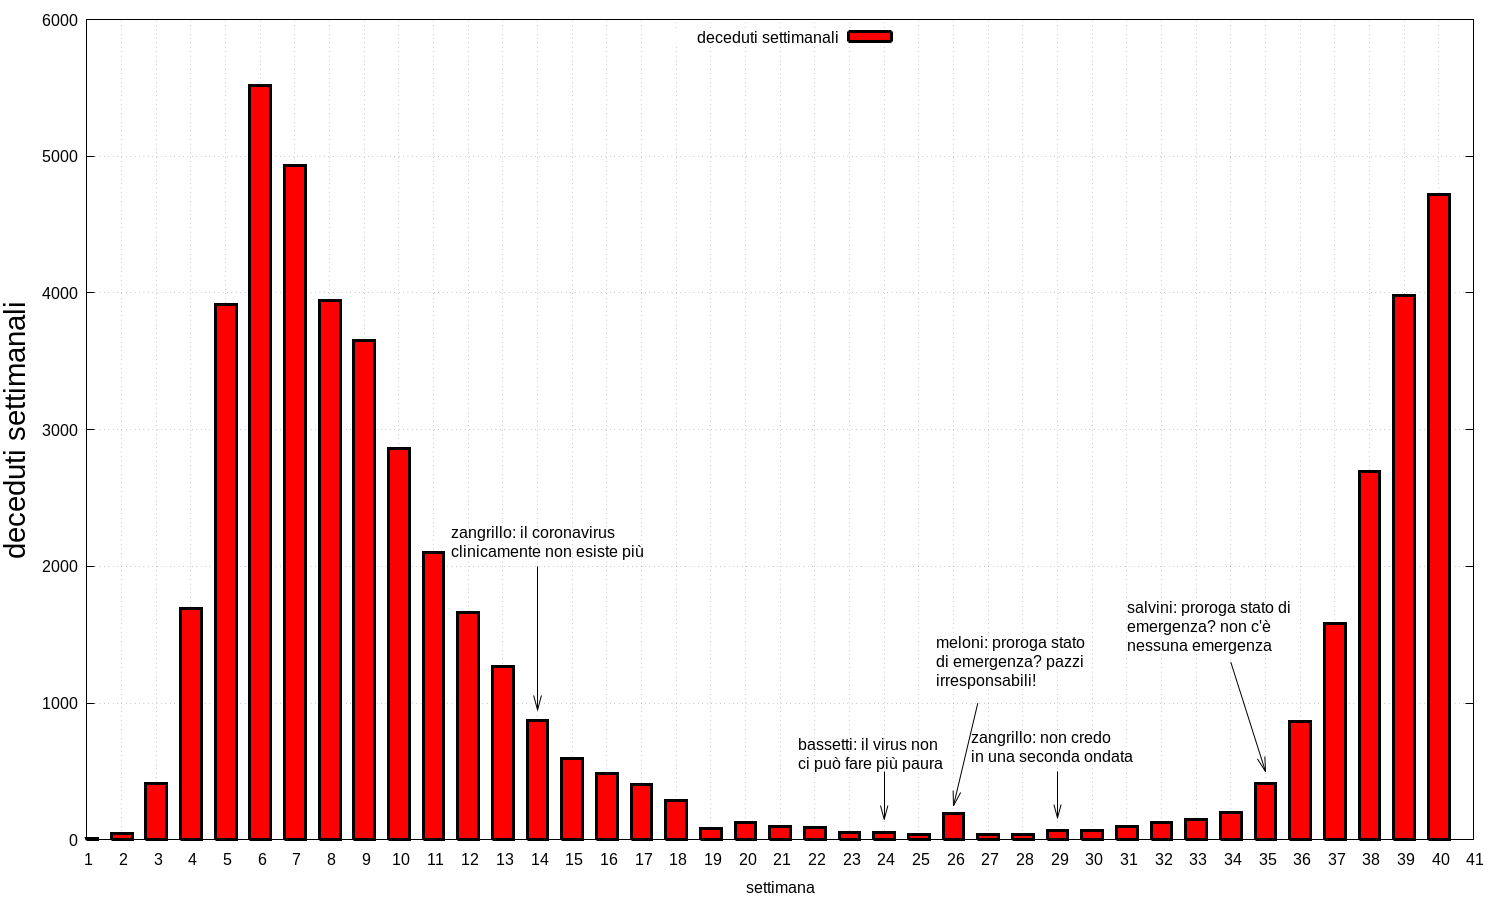 deceduti settimanali
6000
5000
4000
3000
2000
1000
0
deceduti settimanali
zangrillo: il coronavirus
clinicamente non esiste più
bassetti: il virus non
ci può fare più paura
meloni: proroga stato
di emergenza? pazzi
irresponsabili!
zangrillo: non credo
in una seconda ondata
salvini: proroga stato di
emergenza? non c'è
nessuna emergenza
1 2 3 4 5 6 7 8 9 10 11 12 13 14 15 16 17 18 19 20 21 22 23 24 25 26 27 28 29 30 31 32 33 34 35 36 37 38 39 40 41
settimana